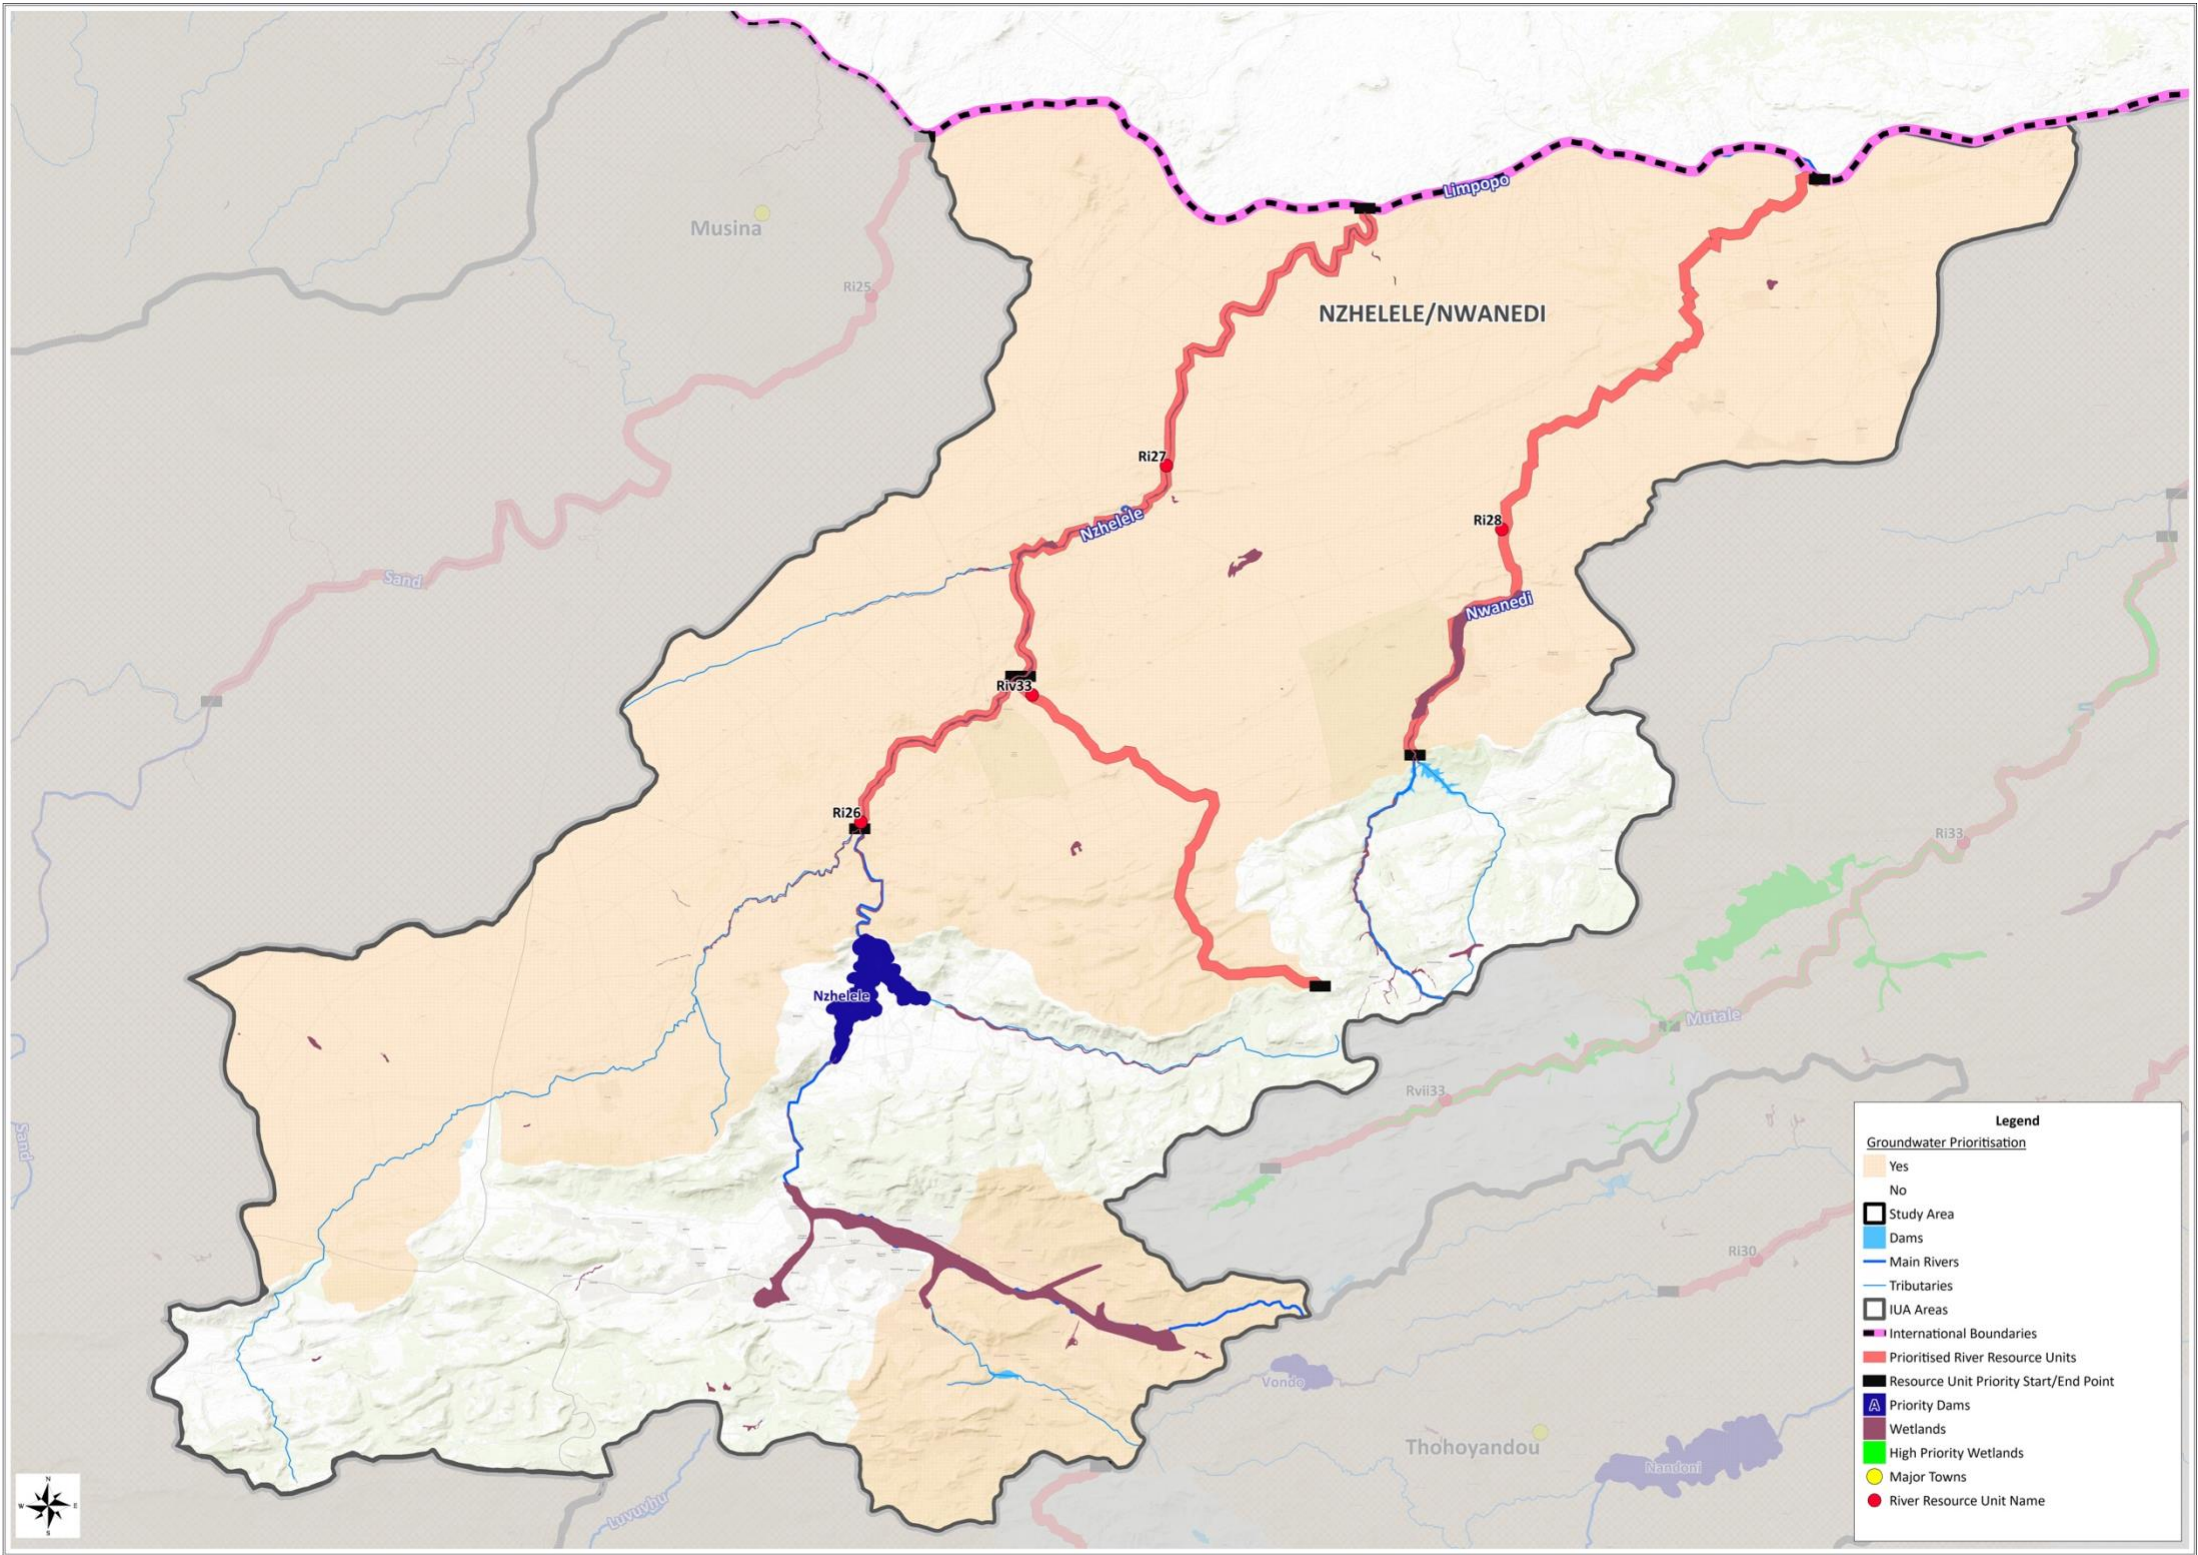 Limpopo
Musina
Ri25
NZHELELE/NWANEDI
Ri27
Nzhelele
Ri28
Sand
Nwanedi
Riv33
Ri26
Ri33
Nzhelele
Mutale
Rvii33
Sand
Ri30
Vondo
Thohoyandou
Nandoni
Luvuvhu
Legend
Groundwater Prioritisation
Yes
No
Study Area
Dams
Main Rivers
Tributaries
IUA Areas
International Boundaries
Prioritised River Resource Units
Resource Unit Priority Start/End Point
A Priority Dams
Wetlands
High Priority Wetlands
Major Towns
River Resource Unit Name
N
W E
S